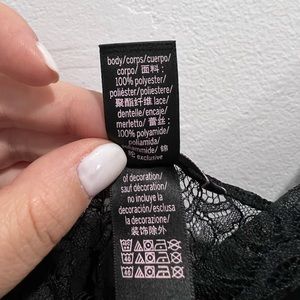 body/corps/cuerpo/
corpo/ 面料:
100% polyester/
poliéster/poliestere/
聚酯纤维 lace/
dentelle/encaje/
merletto/ 蕾丝:
100% polyamide/
poliamida/
exclusive
of decoration/
sauf décoration/
no incluye la
decoración/esclusa
la decorazione/
装饰除外